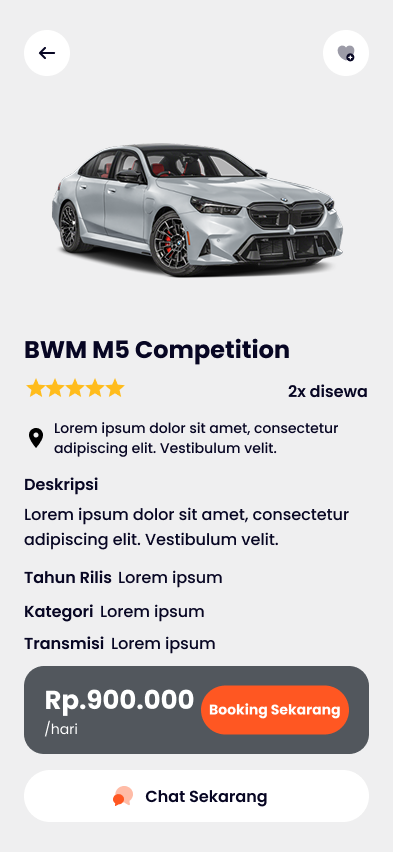 BWM M5 Competition
2x disewa
Lorem ipsum dolor sit amet, consectetur
adipiscing elit. Vestibulum velit.
Deskripsi
Lorem ipsum dolor sit amet, consectetur
adipiscing elit. Vestibulum velit.
Tahun Rilis Lorem ipsum
Kategori Lorem ipsum
Transmisi Lorem ipsum
Rp.900.000
/hari
Booking Sekarang
Chat Sekarang